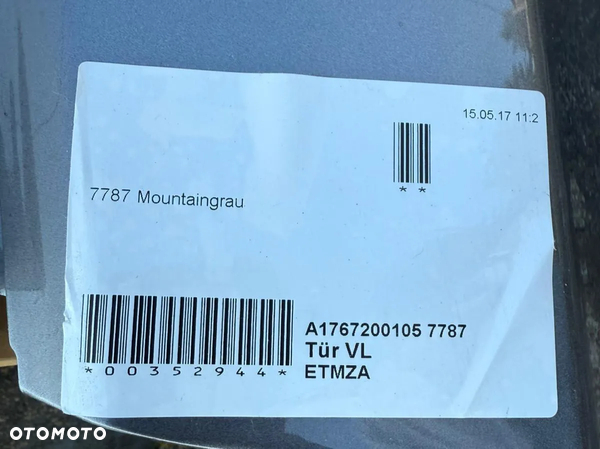 15.05.17 11:2
* *
7787 Mountaingrau
*00352944*
A1767200105 7787
Tür VL
ETMZA
OTOMOTO